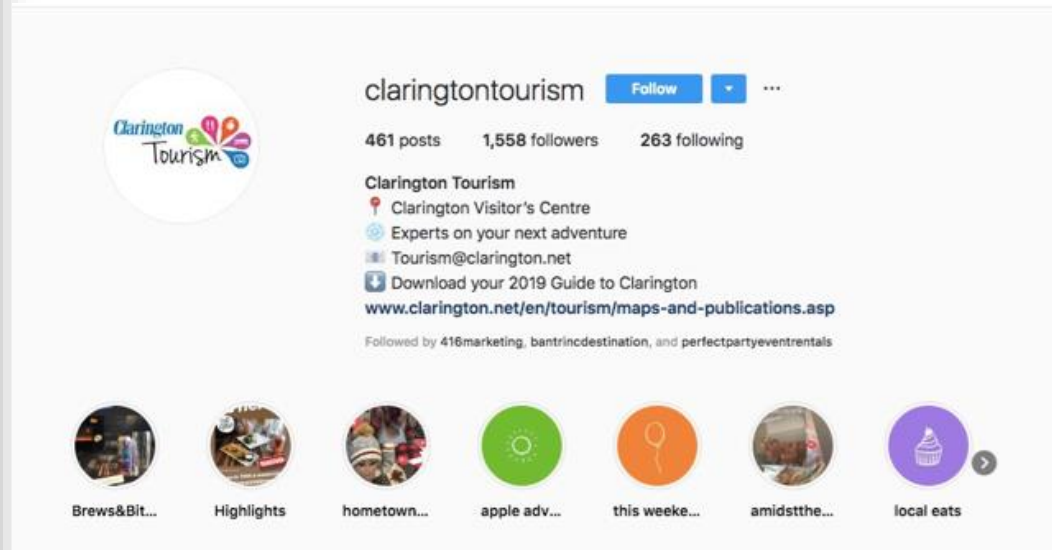 Clarington
Tourism
claringtontourism Follow
461 posts 1,558 followers 263 following
Clarington Tourism
Clarington Visitor's Centre
Experts on your next adventure
Tourism@clarington.net
Download your 2019 Guide to Clarington
www.clarington.net/en/tourism/maps-and-publications.asp
Followed by 416marketing, bantrincdestination, and perfectpartyeventrentals
Brews&Bit... Highlights hometown... apple adv... this weeke... amidstthe... local eats